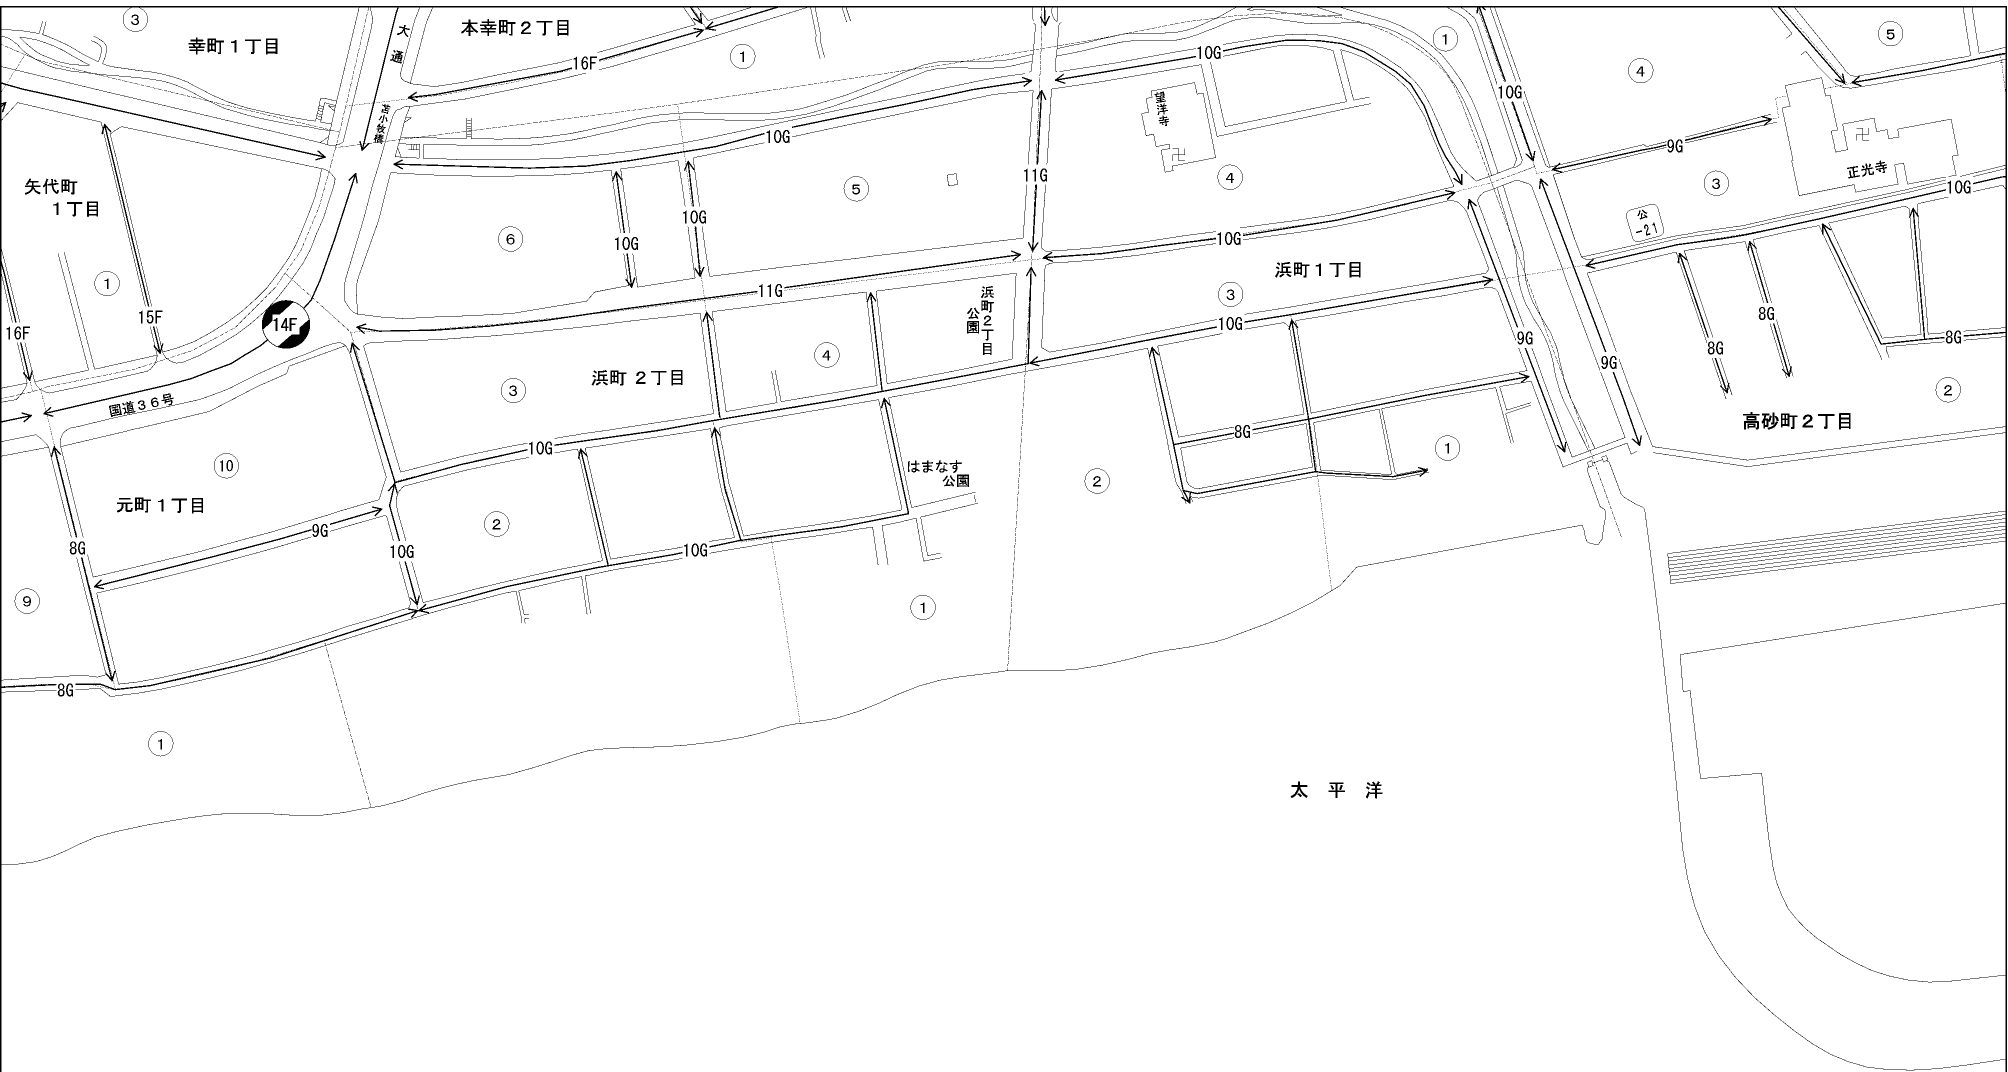 ③
幸町１丁目
大通
本幸町２丁目
16F
①
10G
①
10G
④
⑤
苫小牧橋
10G
望洋寺
9G
矢代町
１丁目
⑤
11G
④
③
正光寺
10G
10G
10G
⑥
10G
公
-21
①
15F
16F
14F
11G
浜町２丁目
公園
浜町１丁目
③
10G
8G
8G
8G
9G
9G
国道３６号
③
浜町 ２丁目
④
②
高砂町２丁目
10G
8G
①
⑩
元町１丁目
はまなす
公園
②
②
9G
8G
10G
10G
⑨
①
8G
①
太 平 洋